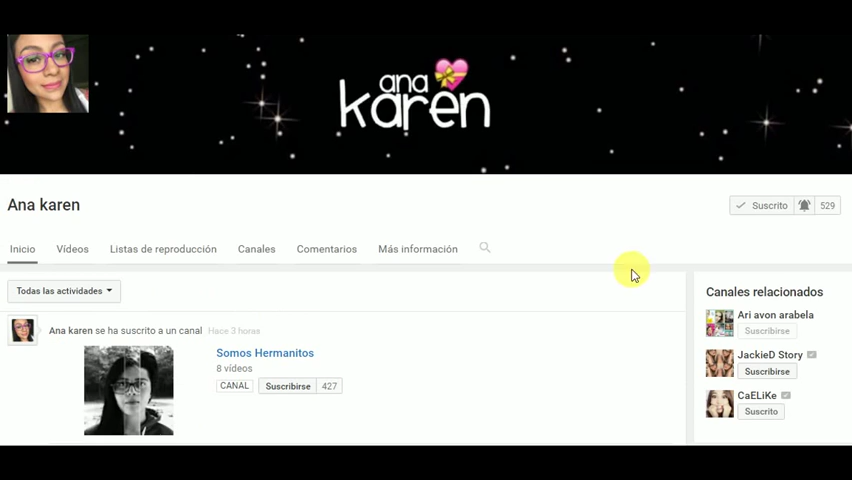 ana
karen
Ana karen
Suscrito 529
Inicio Vídeos Listas de reproducción Canales Comentarios Más información
Todas las actividades
Ana karen se ha suscrito a un canal Hace 3 horas
Somos Hermanitos
8 vídeos
CANAL Suscribirse 427
Canales relacionados
Ari avon arabela
Suscribirse
JackieD Story
Suscribirse
CaELiKe
Suscrito